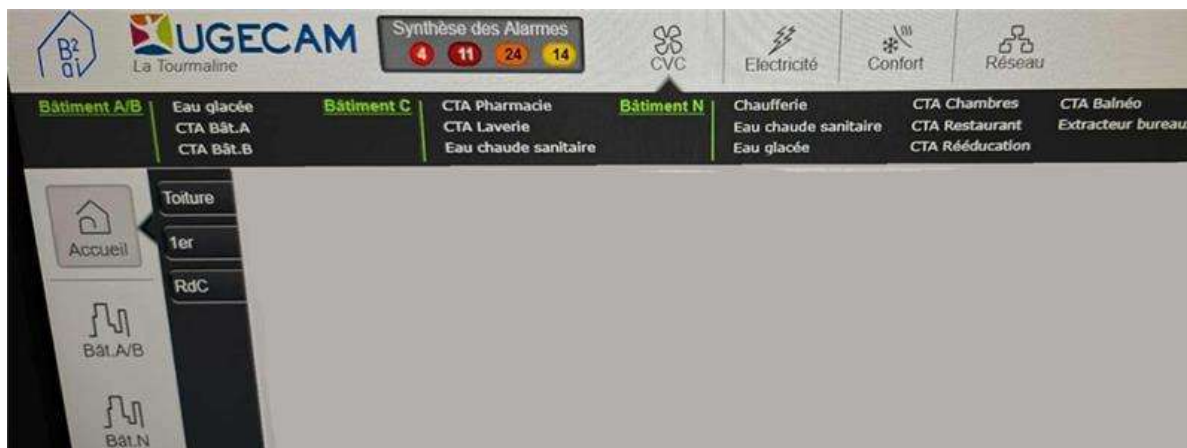 B2
ai
UGECAM
La Tourmaline
Synthèse des Alarmes
4 11 24 14
CVC
Electricité
Confort
Réseau
Bâtiment A/B
Eau glacée
CTA Bât.A
CTA Bât.B
Bâtiment C
CTA Pharmacie
CTA Laverie
Eau chaude sanitaire
Bâtiment N
Chaufferie
Eau chaude sanitaire
Eau glacée
CTA Chambres
CTA Restaurant
CTA Rééducation
CTA Balnéo
Extracteur bureau
Accueil
Toiture
1er
RdC
Bât.A/B
Bât.N